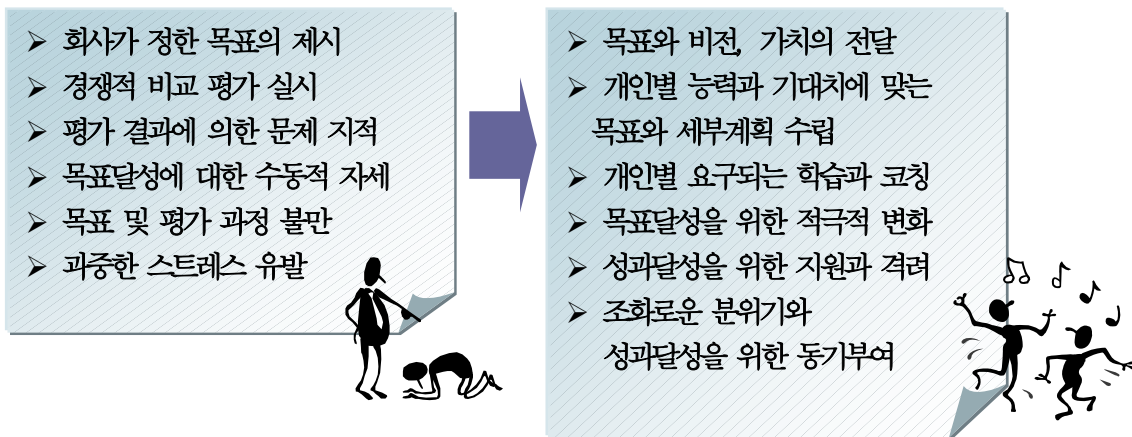 ➢ 회사가 정한 목표의 제시
➢ 경쟁적 비교 평가 실시
➢ 평가 결과에 의한 문제 지적
➢ 목표달성에 대한 수동적 자세
➢ 목표 및 평가 과정 불만
➢ 과중한 스트레스 유발
➢ 목표와 비전, 가치의 전달
➢ 개인별 능력과 기대치에 맞는
목표와 세부계획 수립
➢ 개인별 요구되는 학습과 코칭
➢ 목표달성을 위한 적극적 변화
➢ 성과달성을 위한 지원과 격려
➢ 조화로운 분위기와
성과달성을 위한 동기부여